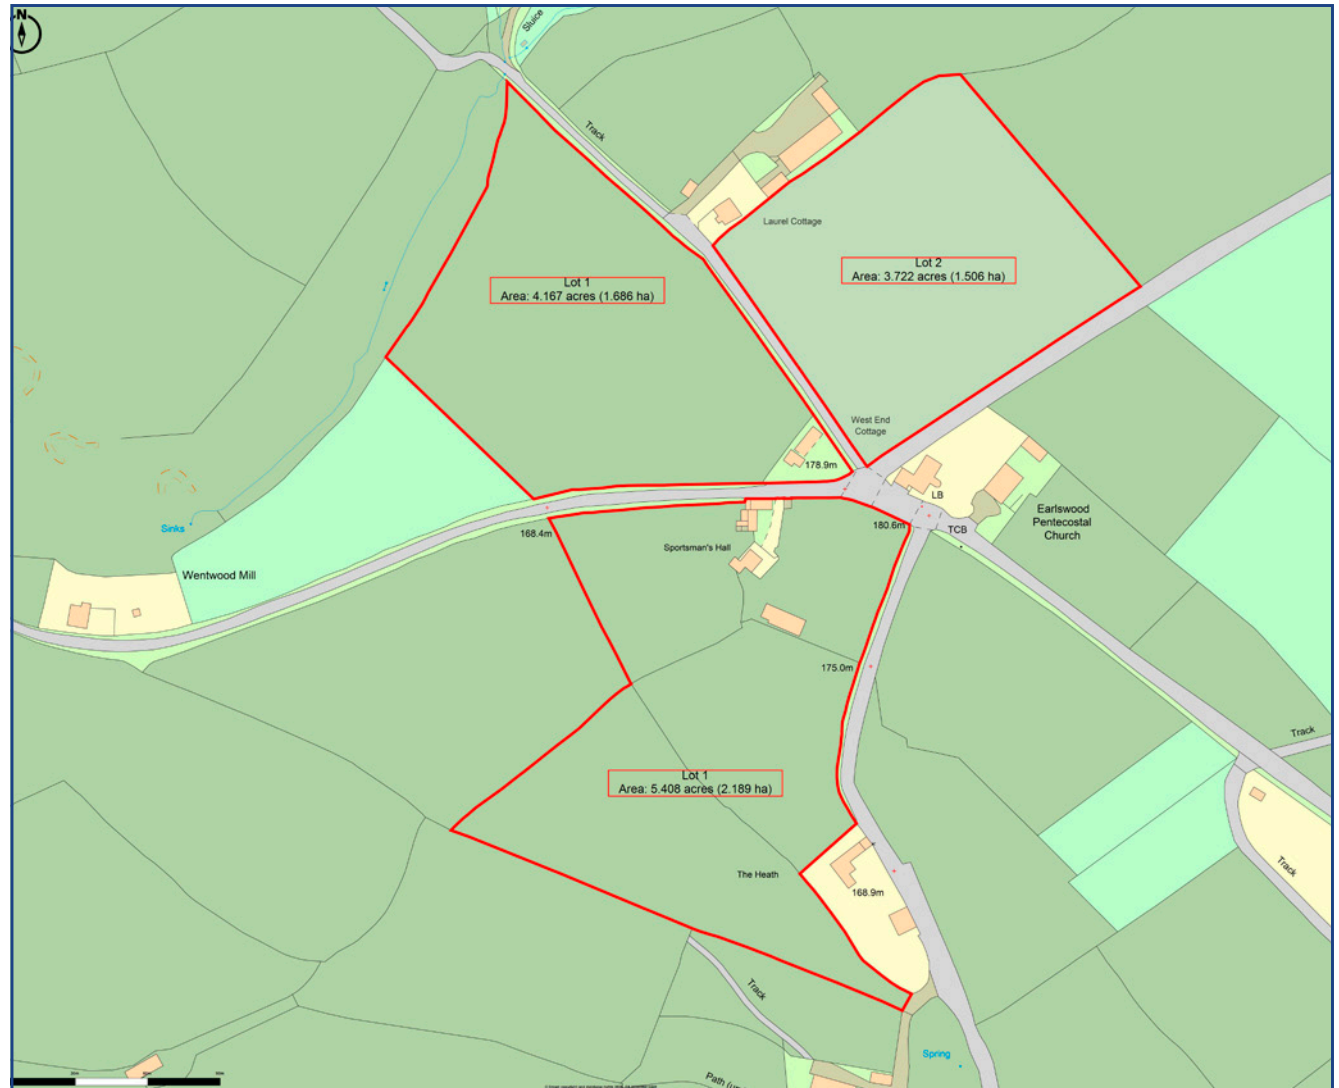 N
Sluice
Track
Laurel Cottage
Lot 2
Area: 3.722 acres (1.506 ha)
Lot 1
Area: 4.167 acres (1.686 ha)
West End
Cottage
178.9m
LB
Earlswood
Pentecostal
Church
180.6m
TCB
Sinks
168.4m
Sportsman's Hall
Wentwood Mill
175.0m
Track
Lot 1
Area: 5.408 acres (2.189 ha)
The Heath
168.9m
Track
Track
Spring